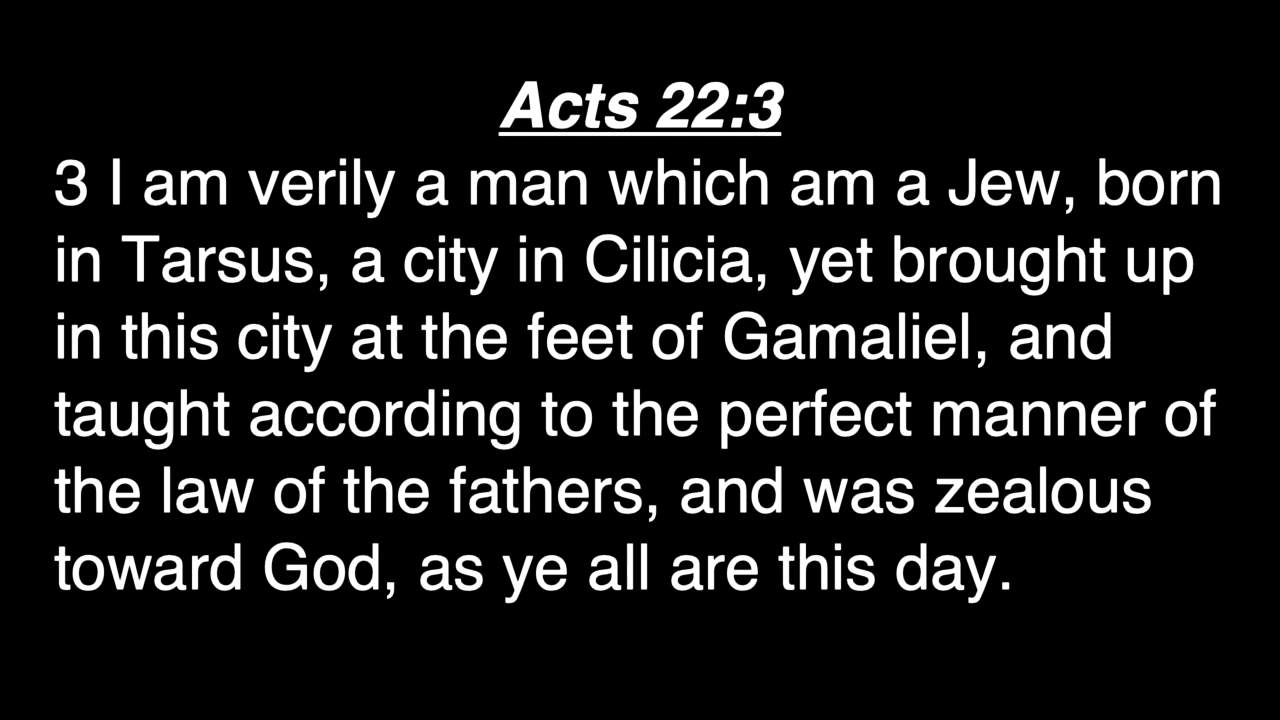 Acts 22:3
3 I am verily a man which am a Jew, born
in Tarsus, a city in Cilicia, yet brought up
in this city at the feet of Gamaliel, and
taught according to the perfect manner of
the law of the fathers, and was zealous
toward God, as ye all are this day.